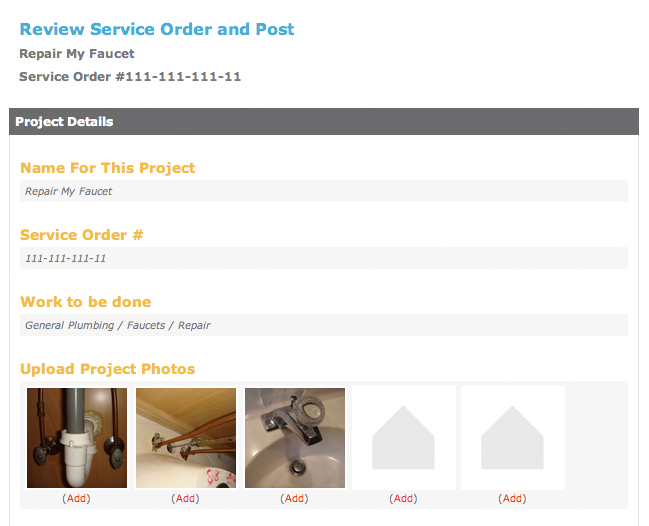 Review Service Order and Post
Repair My Faucet
Service Order #111-111-111-11
Project Details
Name For This Project
Repair My Faucet
Service Order #
111-111-111-11
Work to be done
General Plumbing / Faucets / Repair
Upload Project Photos
(Add) (Add) (Add) (Add) (Add)